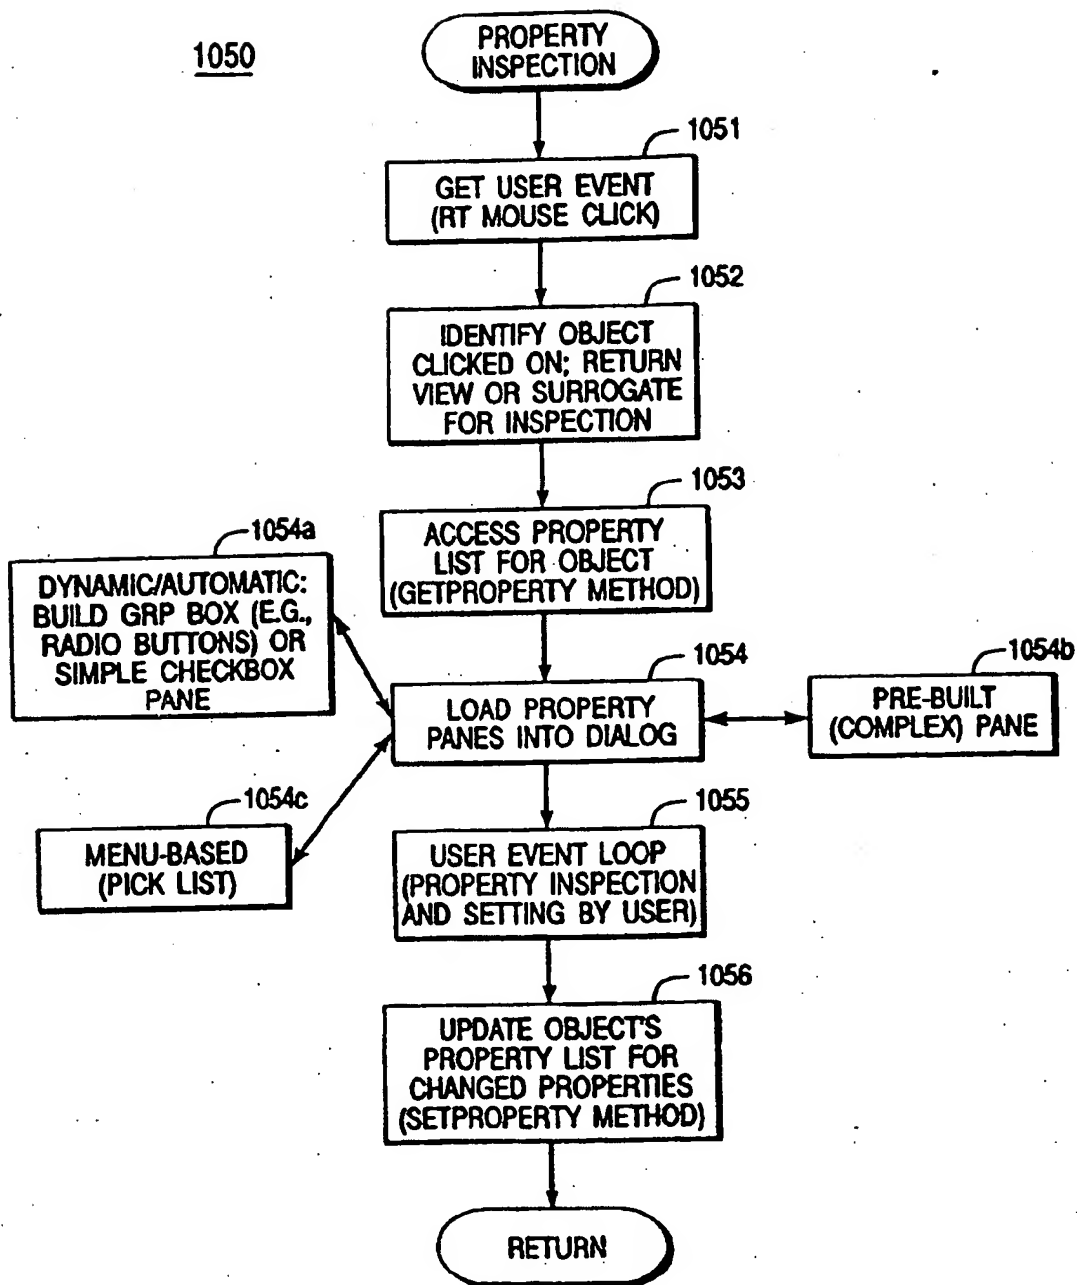 1050
PROPERTY
INSPECTION
1051
GET USER EVENT
(RT MOUSE CLICK)
1052
IDENTIFY OBJECT
CLICKED ON; RETURN
VIEW OR SURROGATE
FOR INSPECTION
1053
ACCESS PROPERTY
LIST FOR OBJECT
(GETPROPERTY METHOD)
1054a
DYNAMIC/AUTOMATIC:
BUILD GRP BOX (E.G.,
RADIO BUTTONS) OR
SIMPLE CHECKBOX
PANE
1054
LOAD PROPERTY
PANES INTO DIALOG
1054b
PRE-BUILT
(COMPLEX) PANE
1054c
MENU-BASED
(PICK LIST)
1055
USER EVENT LOOP
(PROPERTY INSPECTION
AND SETTING BY USER)
1056
UPDATE OBJECT'S
PROPERTY LIST FOR
CHANGED PROPERTIES
(SETPROPERTY METHOD)
RETURN